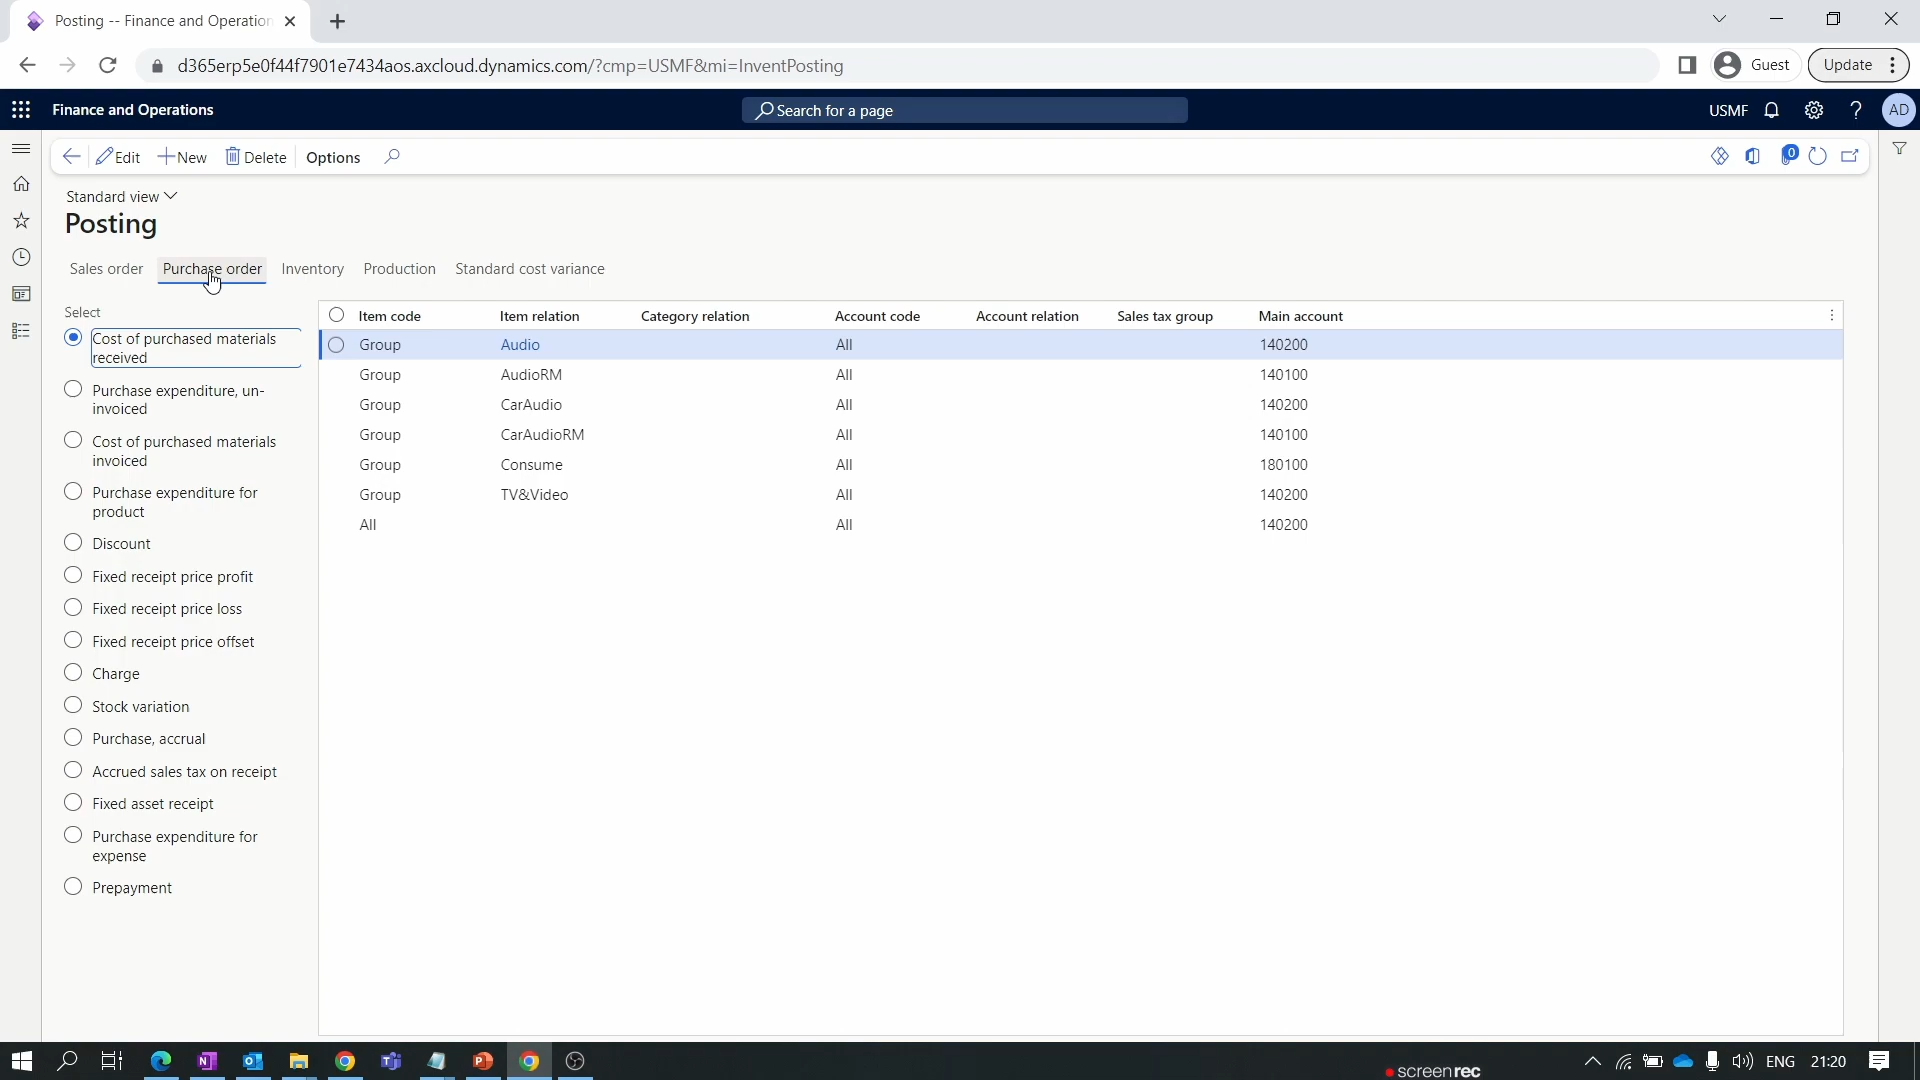 Posting -- Finance and Operation
d365erp5e0f44f7901e7434aos.axcloud.dynamics.com/?cmp=USMF&mi=InventPosting
Guest
Update
Finance and Operations
Search for a page
USMF
?
AD
Edit
New
Delete
Options
0
Standard view
Posting
Sales order
Purchase order
Inventory
Production
Standard cost variance
Select
Cost of purchased materials
received
Purchase expenditure, un-
invoiced
Cost of purchased materials
invoiced
Purchase expenditure for
product
Discount
Fixed receipt price profit
Fixed receipt price loss
Fixed receipt price offset
Charge
Stock variation
Purchase, accrual
Accrued sales tax on receipt
Fixed asset receipt
Purchase expenditure for
expense
Prepayment
Item code Item relation Category relation Account code Account relation Sales tax group Main account
Group Audio All 140200
Group AudioRM All 140100
Group CarAudio All 140200
Group CarAudioRM All 140100
Group Consume All 180100
Group TV&Video All 140200
All All 140200
screenrec
ENG
21:20